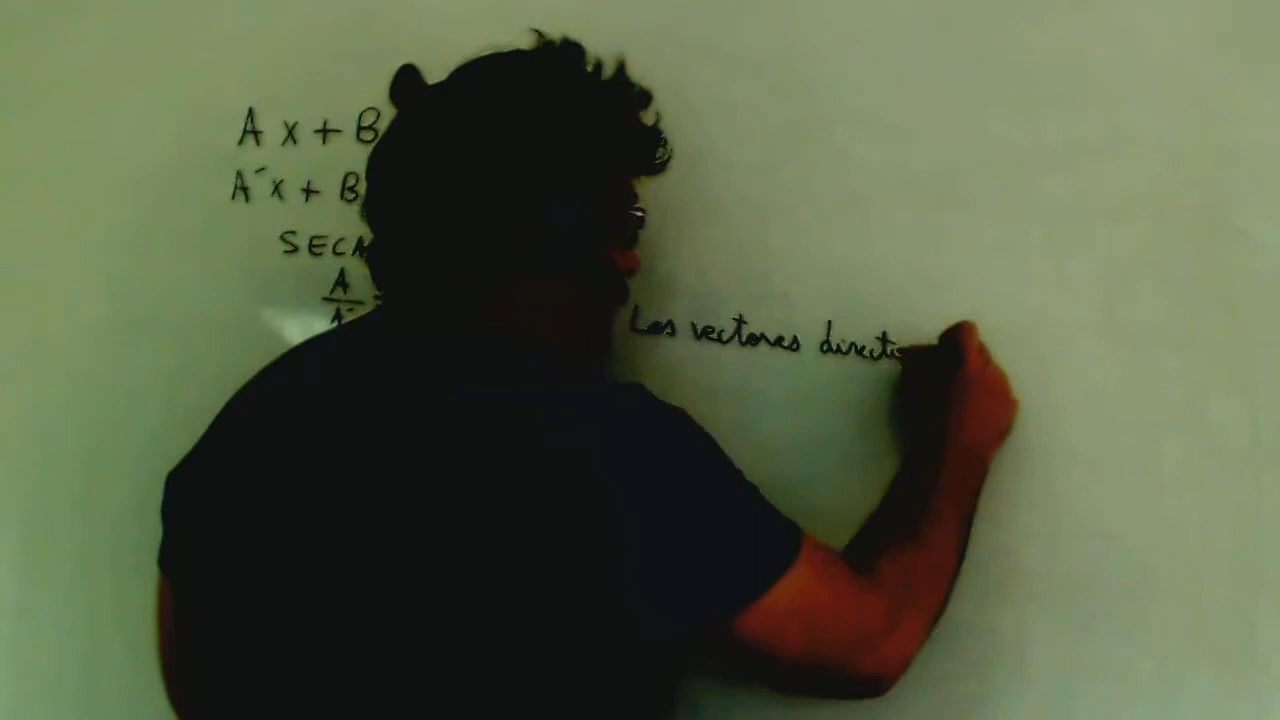 A x + B
A´x + B
SECA
A
A´
Los vectores directo